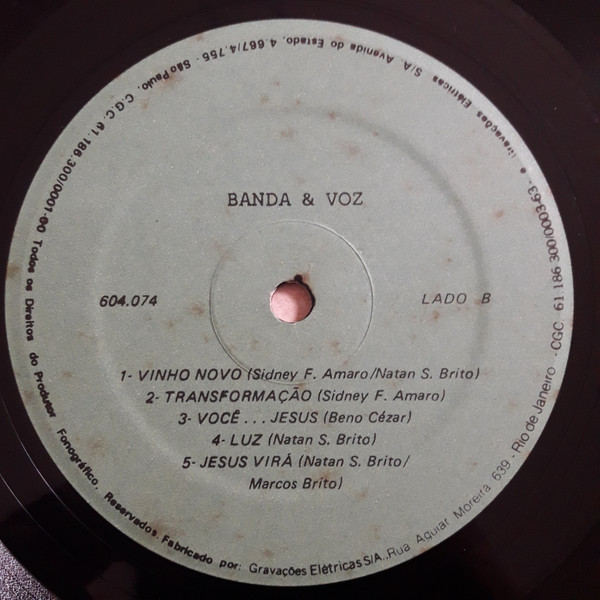 BANDA & VOZ
604.074
LADO B
1- VINHO NOVO (Sidney F. Amaro/Natan S. Brito)
2- TRANSFORMAÇÃO (Sidney F. Amaro)
3- VOCÊ... JESUS (Beno Cézar)
4- LUZ (Natan S. Brito)
5- JESUS VIRÁ (Natan S. Brito/
Marcos Brito)
Todos os Direitos do Produtor Fonográfico. Reservados. Fabricado por: Gravações Elétricas S/A., Rua Aguiar Moreira 639 - Rio de Janeiro - CGC 61 186 300/0003-63 - e Gravações Elétricas S/A. Avenida do Estado, 4.667/4.755 - São Paulo. C.G.C. 61.186.300/0001-00